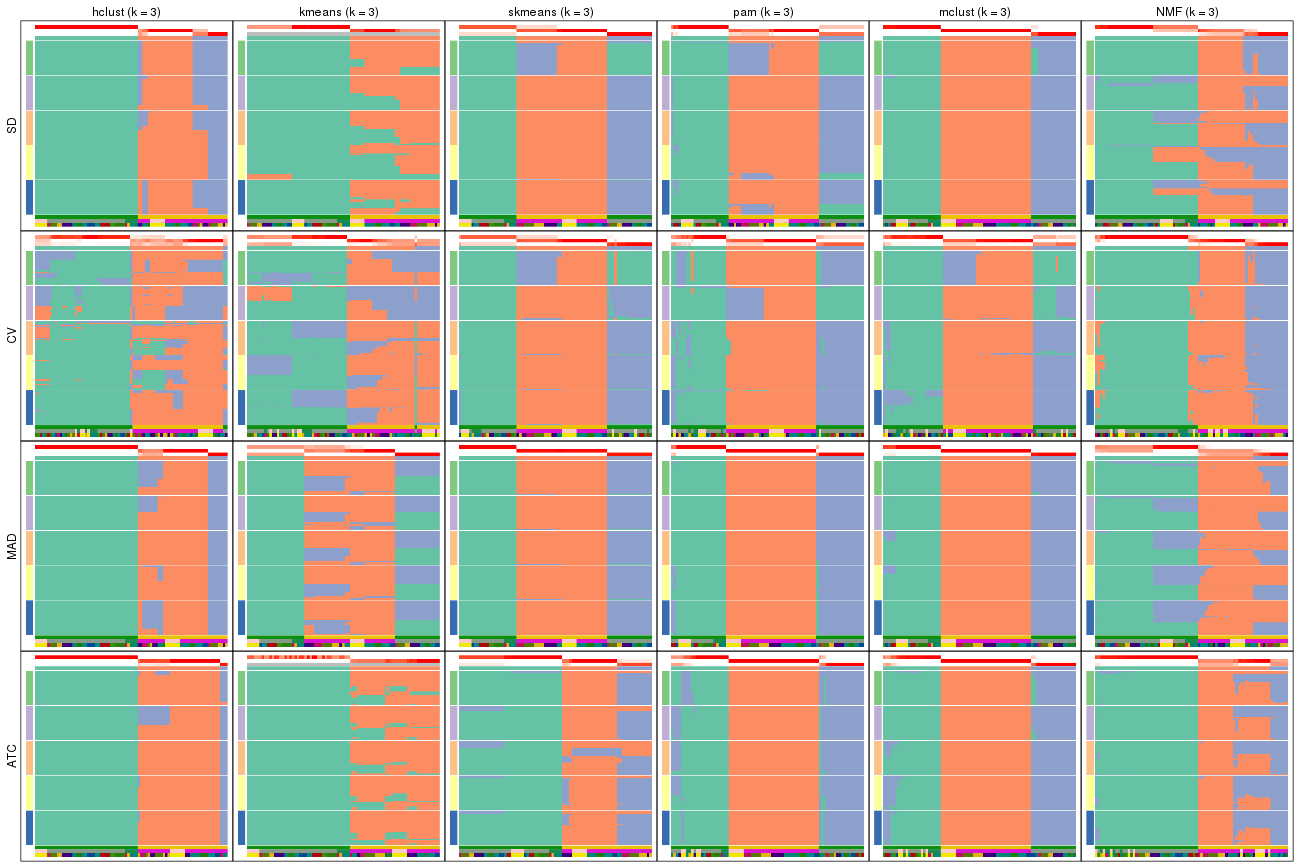 hclust (k = 3) kmeans (k = 3) skmeans (k = 3) pam (k = 3) mclust (k = 3) NMF (k = 3)
SD
CV
MAD
ATC